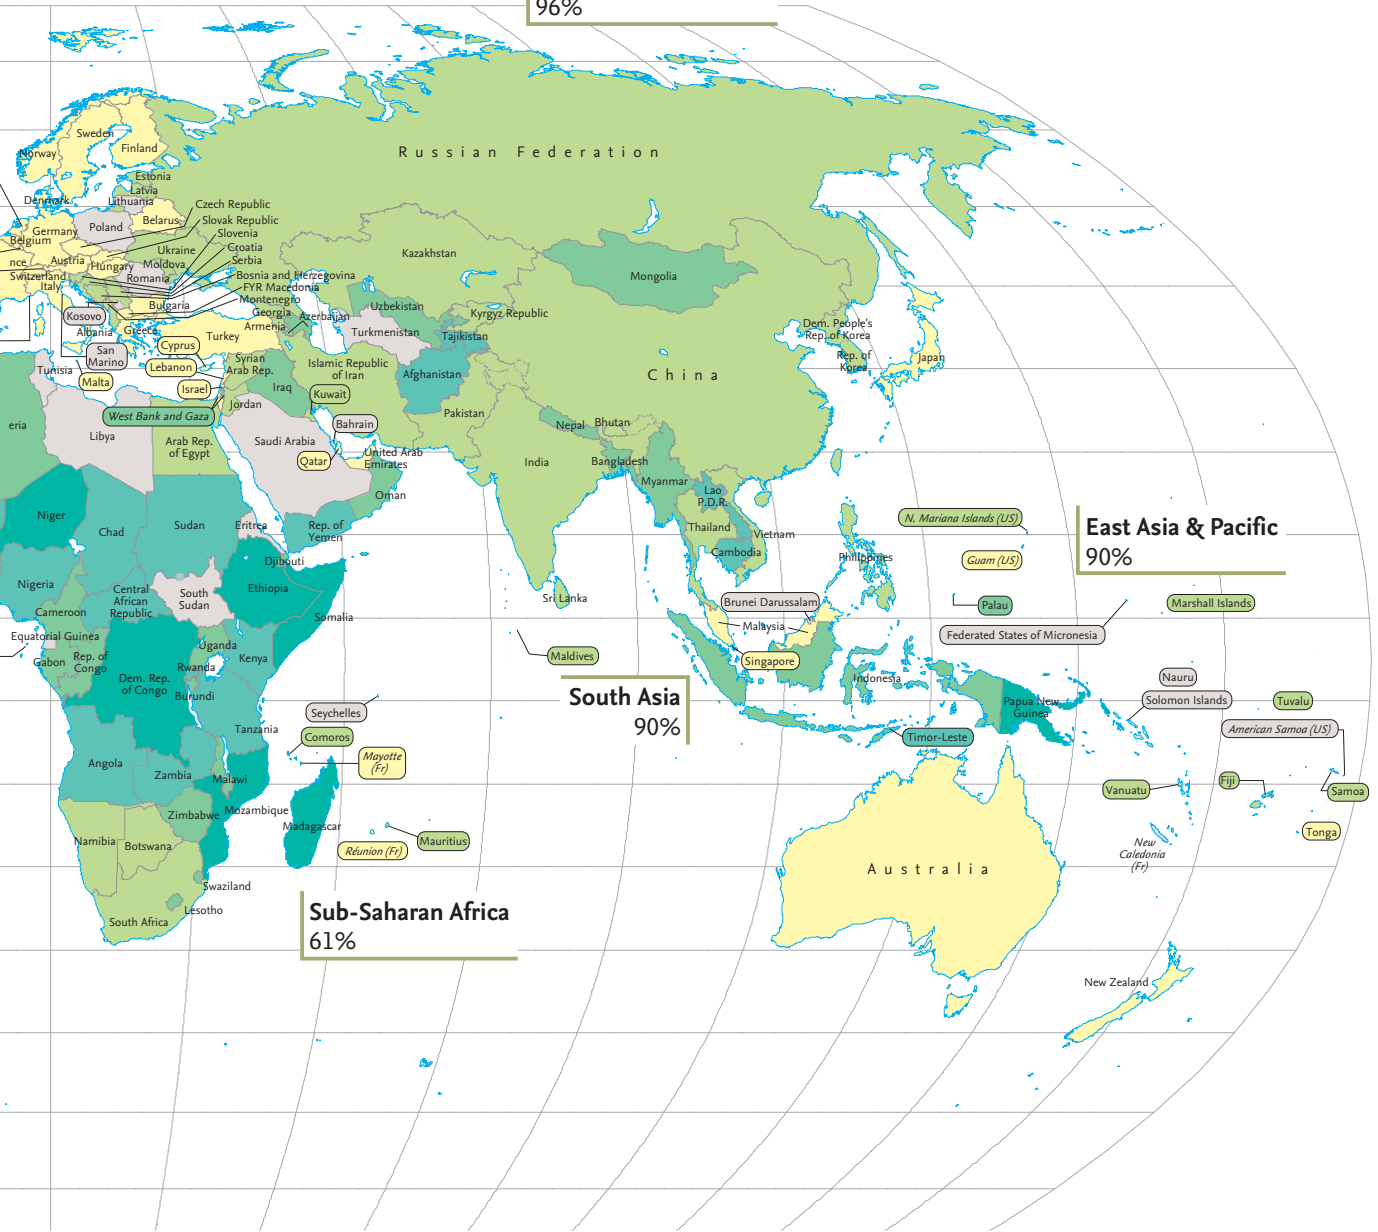 96%
Russian Federation
Sweden
Norway
Finland
Estonia
Latvia
Lithuania
Denmark
Czech Republic
Slovak Republic
Slovenia
Croatia
Serbia
Bosnia and Herzegovina
FYR Macedonia
Montenegro
Belarus
Poland
Germany
Belgium
Ukraine
nce
Austria
Hungary
Moldova
Switzerland
Romania
Italy
Bulgaria
Georgia
Kosovo
Armenia
Azerbaijan
Albania
Greece
Turkey
San
Marino
Malta
Cyprus
Lebanon
Israel
Syrian
Arab Rep.
Iraq
Jordan
West Bank and Gaza
Kazakhstan
Mongolia
Uzbekistan
Kyrgyz Republic
Turkmenistan
Tajikistan
Islamic Republic
of Iran
Afghanistan
Kuwait
Bahrain
Pakistan
Saudi Arabia
Qatar
United Arab
Emirates
Oman
Rep. of
Yemen
China
Dem. People's
Rep. of Korea
Rep. of
Korea
Japan
Nepal
Bhutan
India
Bangladesh
Myanmar
Lao
P.D.R.
Thailand
Vietnam
Cambodia
Sri Lanka
Philippines
Brunei Darussalam
Malaysia
Singapore
Indonesia
Maldives
South Asia
90%
N. Mariana Islands (US)
Guam (US)
East Asia & Pacific
90%
Palau
Marshall Islands
Federated States of Micronesia
Nauru
Solomon Islands
Tuvalu
American Samoa (US)
Papua New
Guinea
Timor-Leste
Vanuatu
Fiji
Samoa
Tonga
New
Caledonia
(Fr)
Australia
New Zealand
Tunisia
eria
Libya
Arab Rep.
of Egypt
Niger
Chad
Sudan
Eritrea
Djibouti
Nigeria
Central
African
Republic
South
Sudan
Ethiopia
Somalia
Cameroon
Equatorial Guinea
Gabon
Rep. of
Congo
Uganda
Kenya
Rwanda
Dem. Rep.
of Congo
Burundi
Tanzania
Seychelles
Comoros
Mayotte
(Fr)
Angola
Zambia
Malawi
Mozambique
Zimbabwe
Madagascar
Namibia
Botswana
Réunion (Fr)
Mauritius
Swaziland
Lesotho
South Africa
Sub-Saharan Africa
61%